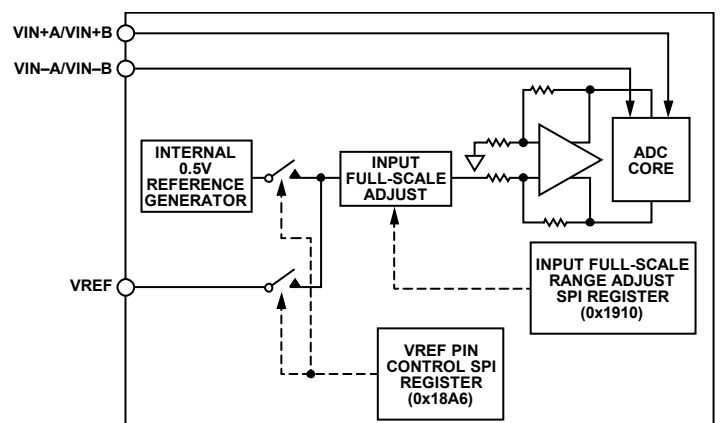 VIN+A/VIN+B
VIN–A/VIN–B
INTERNAL
0.5V
REFERENCE
GENERATOR
INPUT
FULL-SCALE
ADJUST
ADC
CORE
VREF
INPUT FULL-SCALE
RANGE ADJUST
SPI REGISTER
(0x1910)
VREF PIN
CONTROL SPI
REGISTER
(0x18A6)